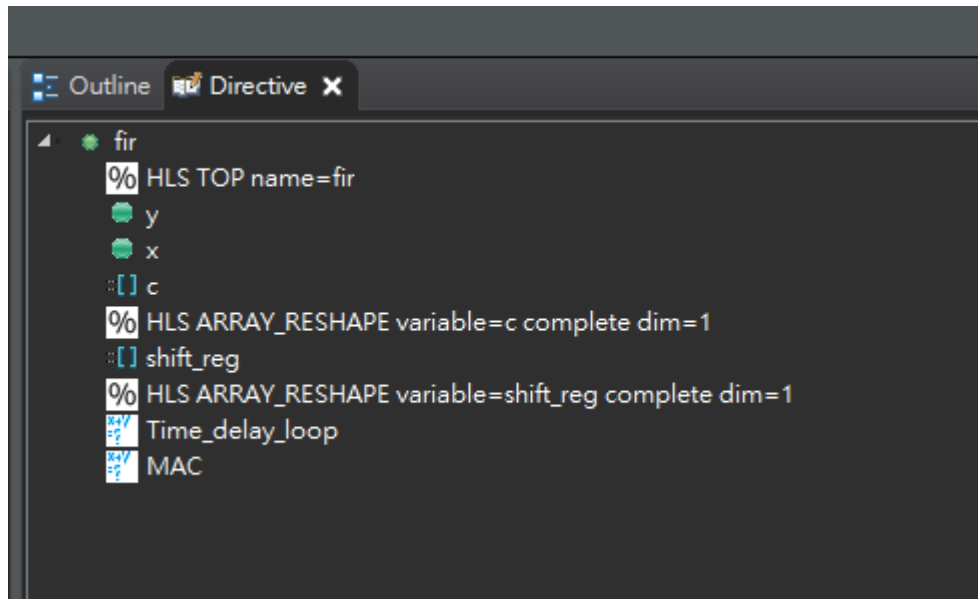 Outline Directive
fir
% HLS TOP name=fir
y
x
[ ] c
% HLS ARRAY_RESHAPE variable=c complete dim=1
[ ] shift_reg
% HLS ARRAY_RESHAPE variable=shift_reg complete dim=1
Time_delay_loop
MAC